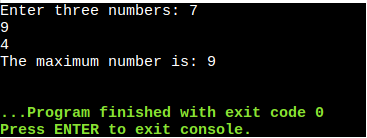 Enter three numbers: 7
9
4
The maximum number is: 9
...Program finished with exit code 0
Press ENTER to exit console.